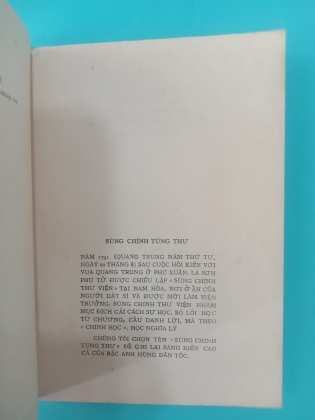 SÙNG CHÍNH TÙNG THƯ
NĂM 1791 (QUANG TRUNG NĂM THỨ TƯ,
NGÀY 20 THÁNG 8) SAU CUỘC HỘI KIẾN VỚI
VUA QUANG TRUNG Ở PHÚ XUÂN, LA SƠN
PHU TỬ ĐƯỢC CHIẾU LẬP « SÙNG CHÍNH
THƯ VIỆN » TẠI NAM HOA, NƠI Ở ẨN CỦA
NGƯỜI DẬT SĨ VÀ ĐƯỢC MỜI LÀM VIỆN
TRƯỞNG. SÙNG CHÍNH THƯ VIỆN NHẰM
MỤC ĐÍCH CẢI CÁCH SỰ HỌC, BỎ LỐI HỌC
TỪ CHƯƠNG, CẦU DANH LỢI, MÀ THEO
« CHÍNH HỌC », HỌC NGHĨA LÝ
CHÚNG TÔI CHỌN TÊN « SÙNG CHÍNH
TÙNG THƯ » ĐỂ GHI LẠI SÁNG KIẾN CAO
CẢ CỦA BẬC ANH HÙNG DÂN TỘC.